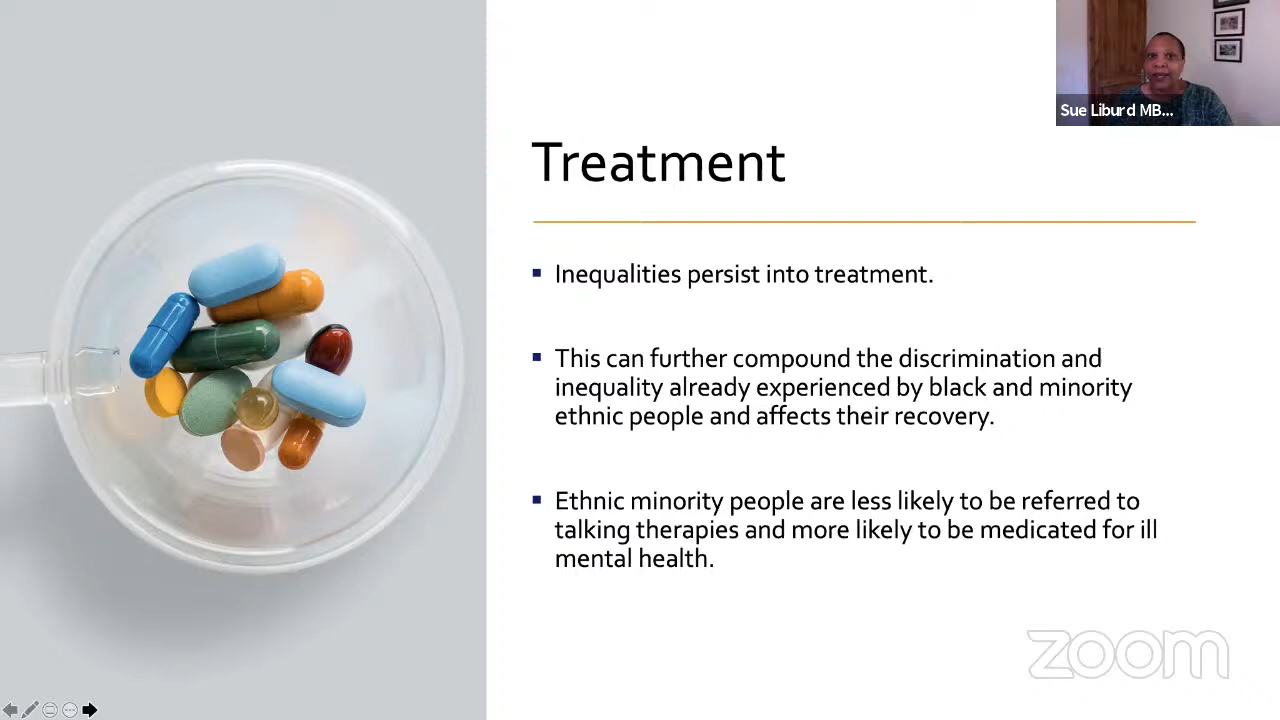 Sue Liburd MB...
Treatment
Inequalities persist into treatment.
This can further compound the discrimination and
inequality already experienced by black and minority
ethnic people and affects their recovery.
Ethnic minority people are less likely to be referred to
talking therapies and more likely to be medicated for ill
mental health.
zoom